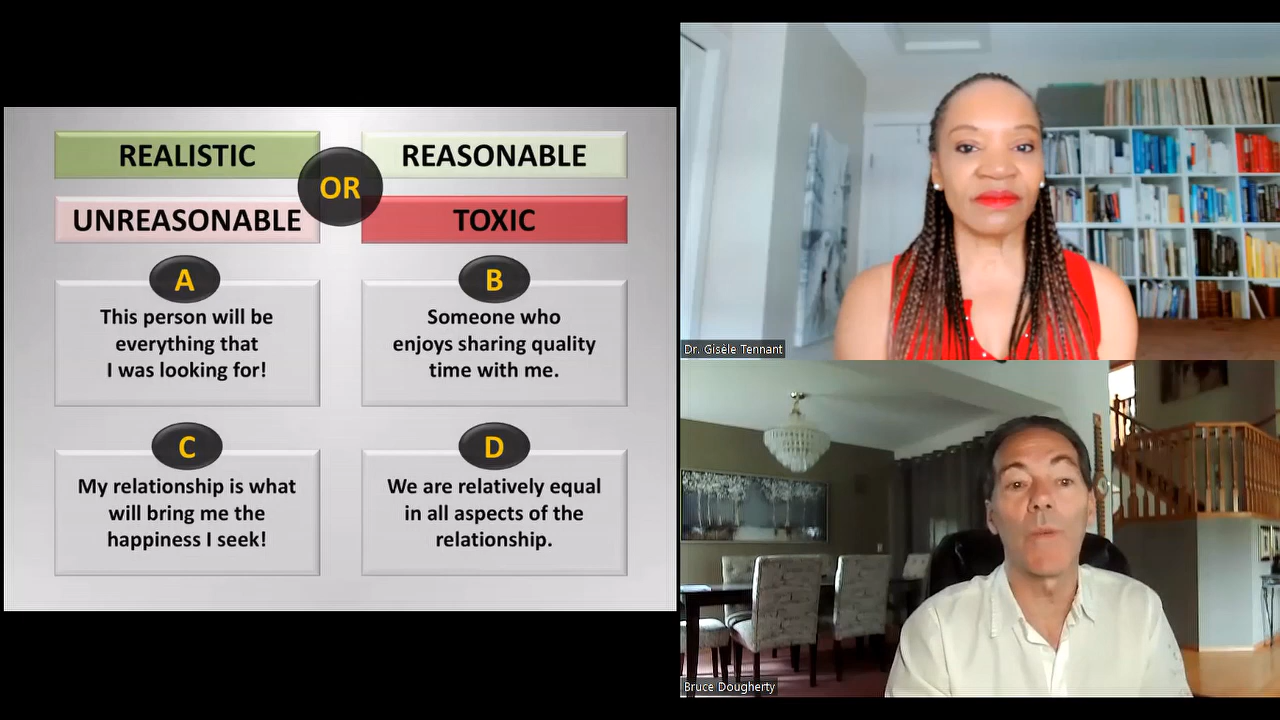 REALISTIC
REASONABLE
OR
UNREASONABLE
TOXIC
A
This person will be
everything that
I was looking for!
B
Someone who
enjoys sharing quality
time with me.
C
My relationship is what
will bring me the
happiness I seek!
D
We are relatively equal
in all aspects of the
relationship.
Dr. Gisèle Tennant
Bruce Dougherty